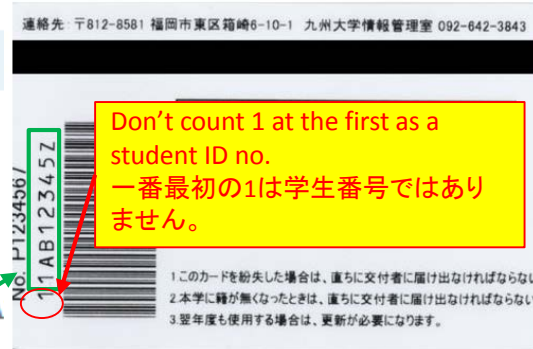 連絡先:〒812-8581 福岡市東区箱崎6-10-1 九州大学情報管理室 092-642-3843
Don't count 1 at the first as a
student ID no.
一番最初の1は学生番号ではあり
ません。
No. P1234567
11AB12345Z
1.このカードを紛失した場合は、直ちに交付者に届け出なければならない
2.本学に籍が無くなったときは、直ちに交付者に届け出なければならない
3.翌年度も使用する場合は、更新が必要になります。